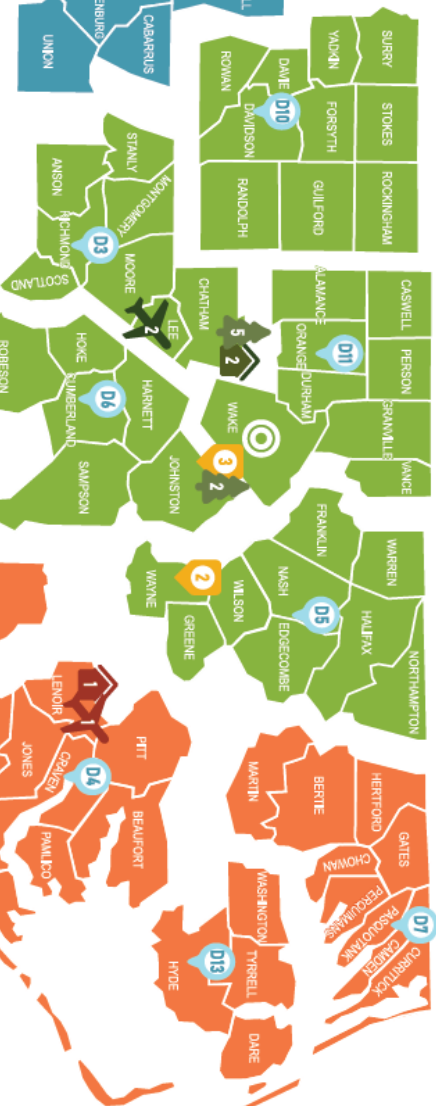 SURRY
STOKES
ROCKINGHAM
CASWELL
PERSON
GRANVILLE
VANCE
WARREN
NORTHAMPTON
HERTFORD
GATES
D7
CURRITUCK
CAMDEN
PASQUOTANK
PERQUIMANS
CHOWAN
YADKIN
FORSYTH
GUILFORD
ALAMANCE
ORANGE
D11
DURHAM
FRANKLIN
HALIFAX
D5
BERTIE
DAVIE
D10
DAVIDSON
ROWAN
RANDOLPH
CHATHAM
5
2
WAKE
3
2
NASH
EDGECOMBE
WILSON
2
MARTIN
WASHINGTON
TYRRELL
DARE
D13
HYDE
CABARRUS
ENBURG
UNION
STANLY
MONTGOMERY
ANSON
RICHMOND
D3
MOORE
SCOTLAND
LEE
2
HARNETT
HOKE
D6
CUMBERLAND
JOHNSTON
SAMPSON
ROBESON
WAYNE
GREENE
PITT
BEAUFORT
LENOIR
1
1
D4
CRAVEN
JONES
PAMLICO